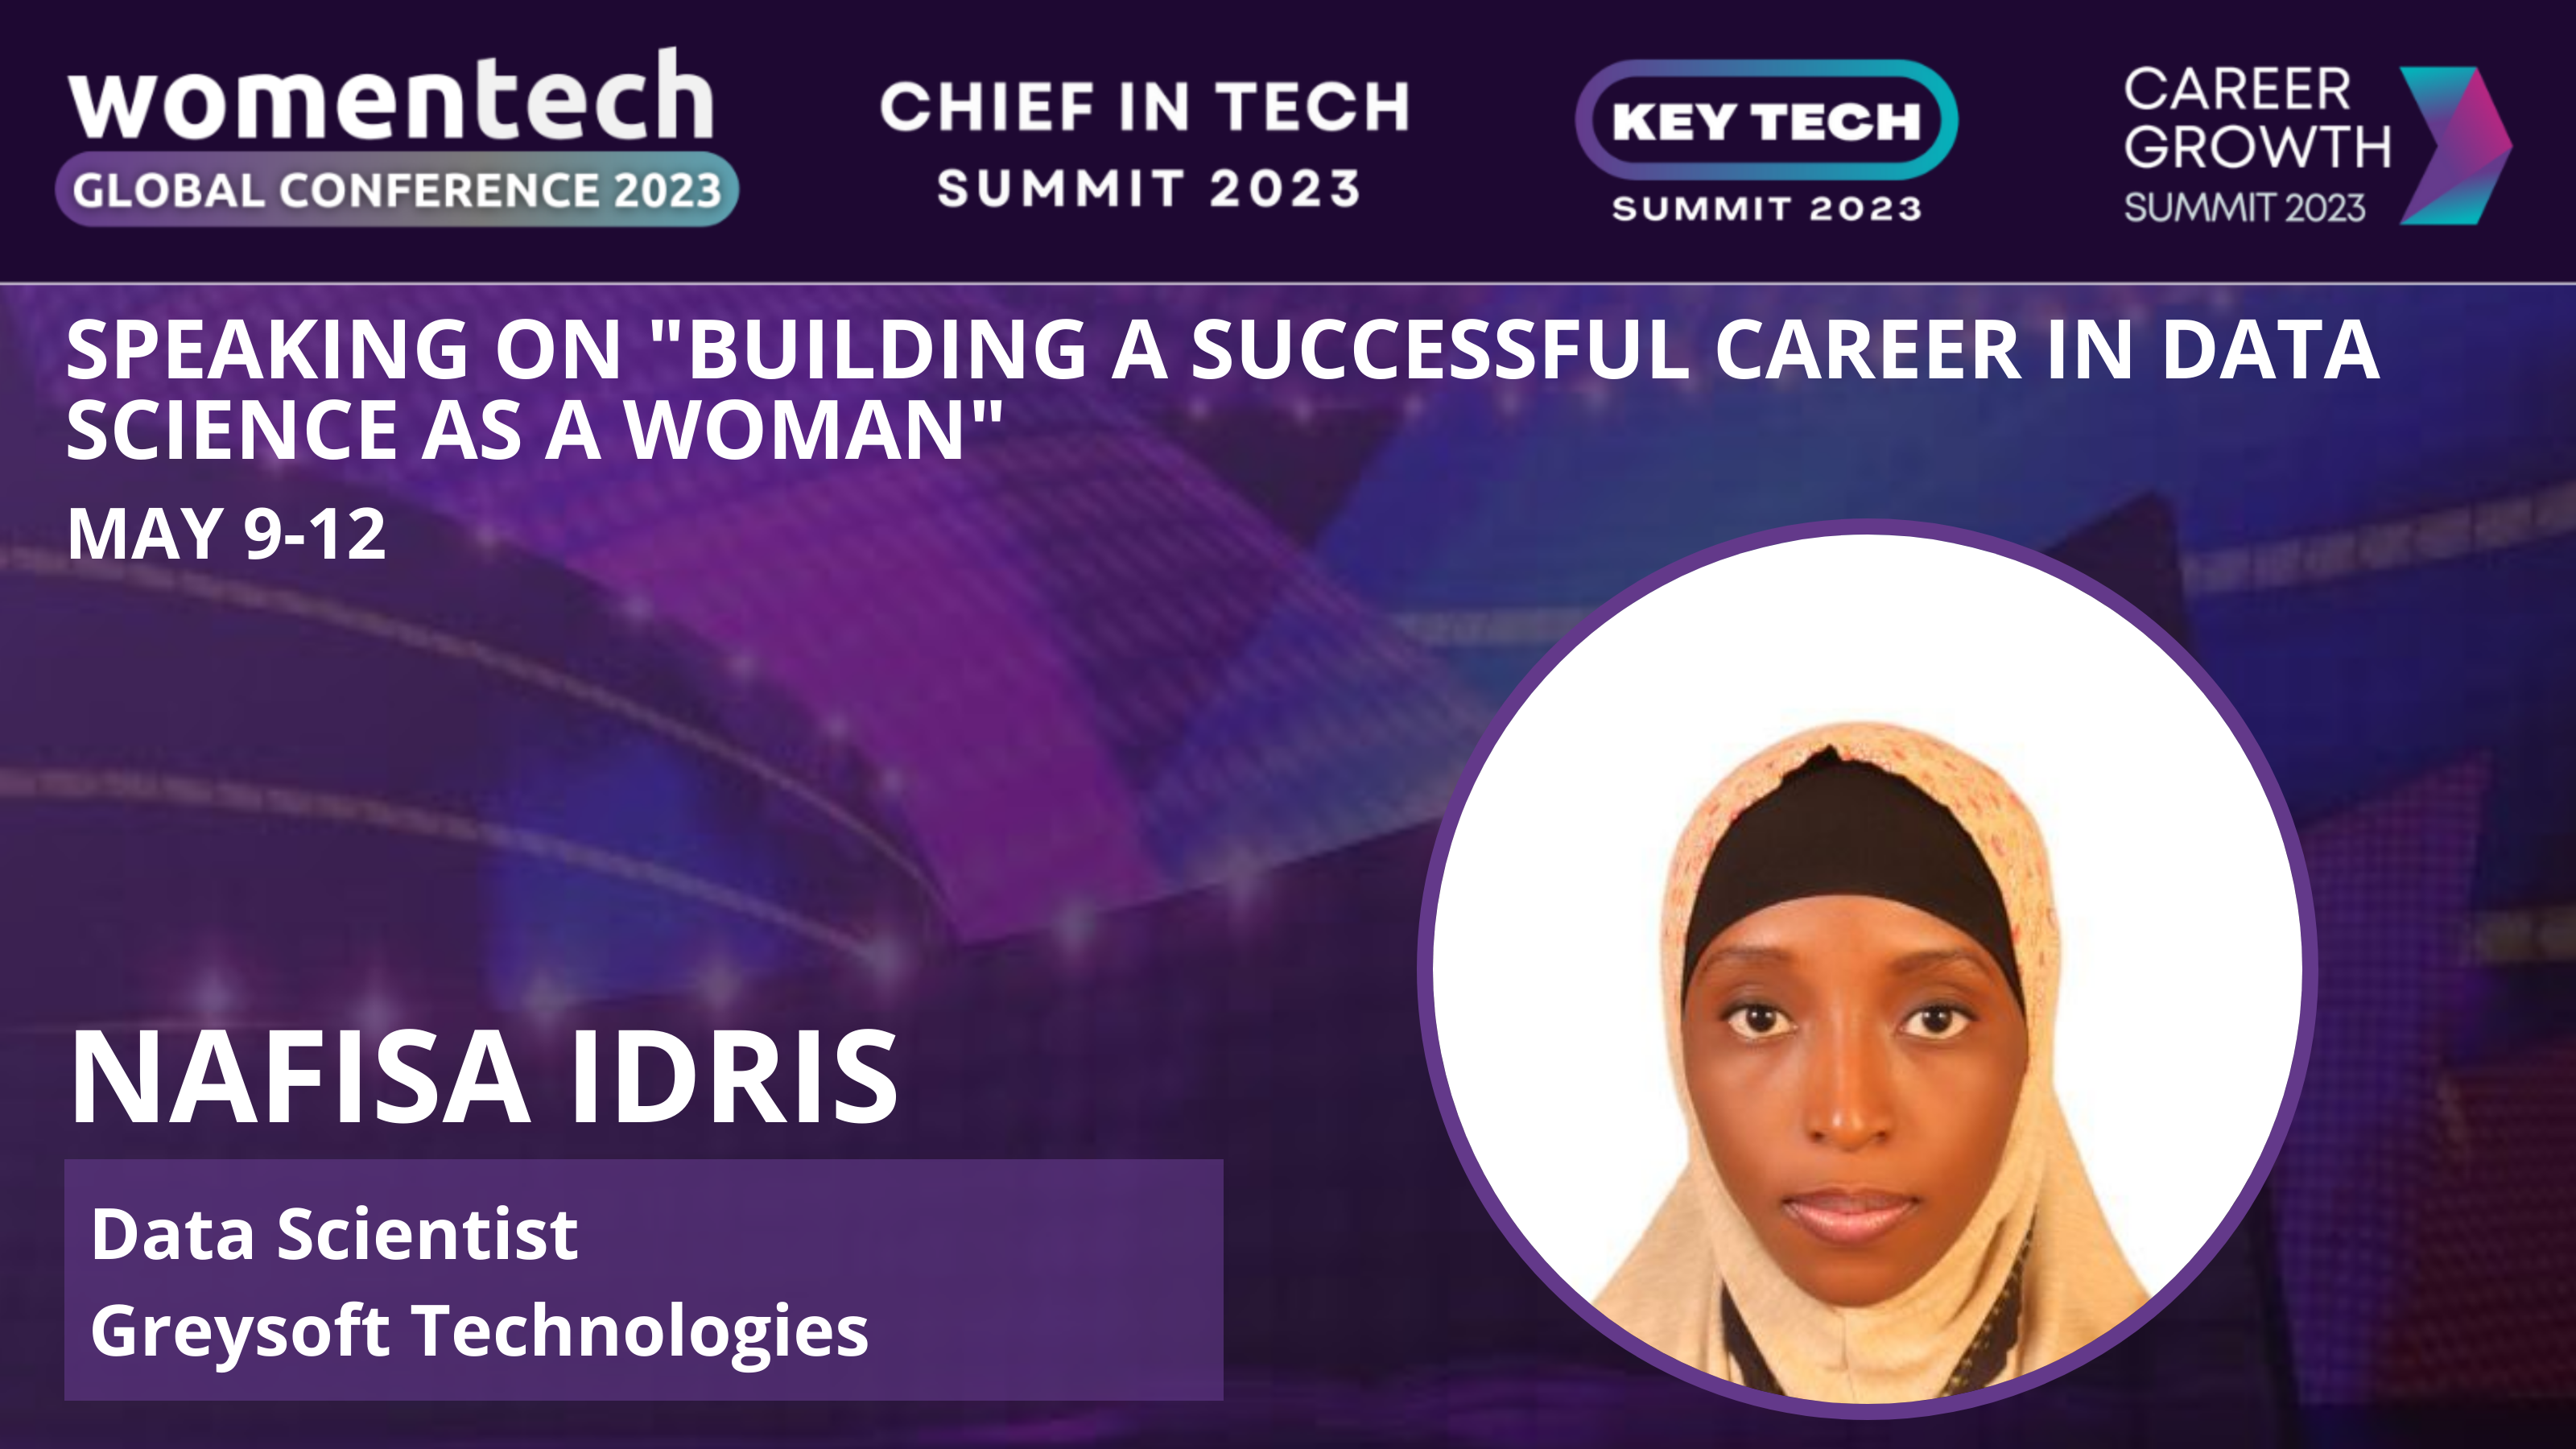 womentech
GLOBAL CONFERENCE 2023
CHIEF IN TECH
SUMMIT 2023
KEY TECH
SUMMIT 2023
CAREER
GROWTH
SUMMIT 2023
SPEAKING ON "BUILDING A SUCCESSFUL CAREER IN DATA
SCIENCE AS A WOMAN"
MAY 9-12
NAFISA IDRIS
Data Scientist
Greysoft Technologies